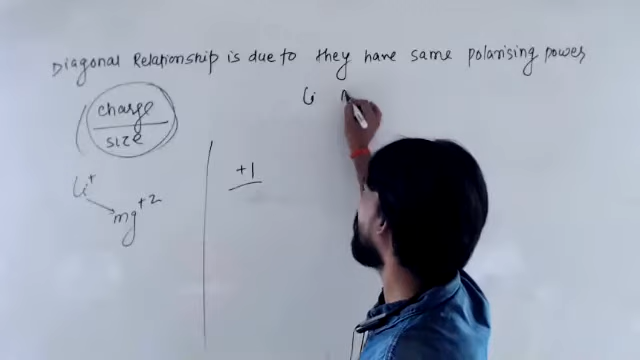 Diagonal Relationship is due to they have same polarising power
charge
size
Li
Li+
mg+2
+1